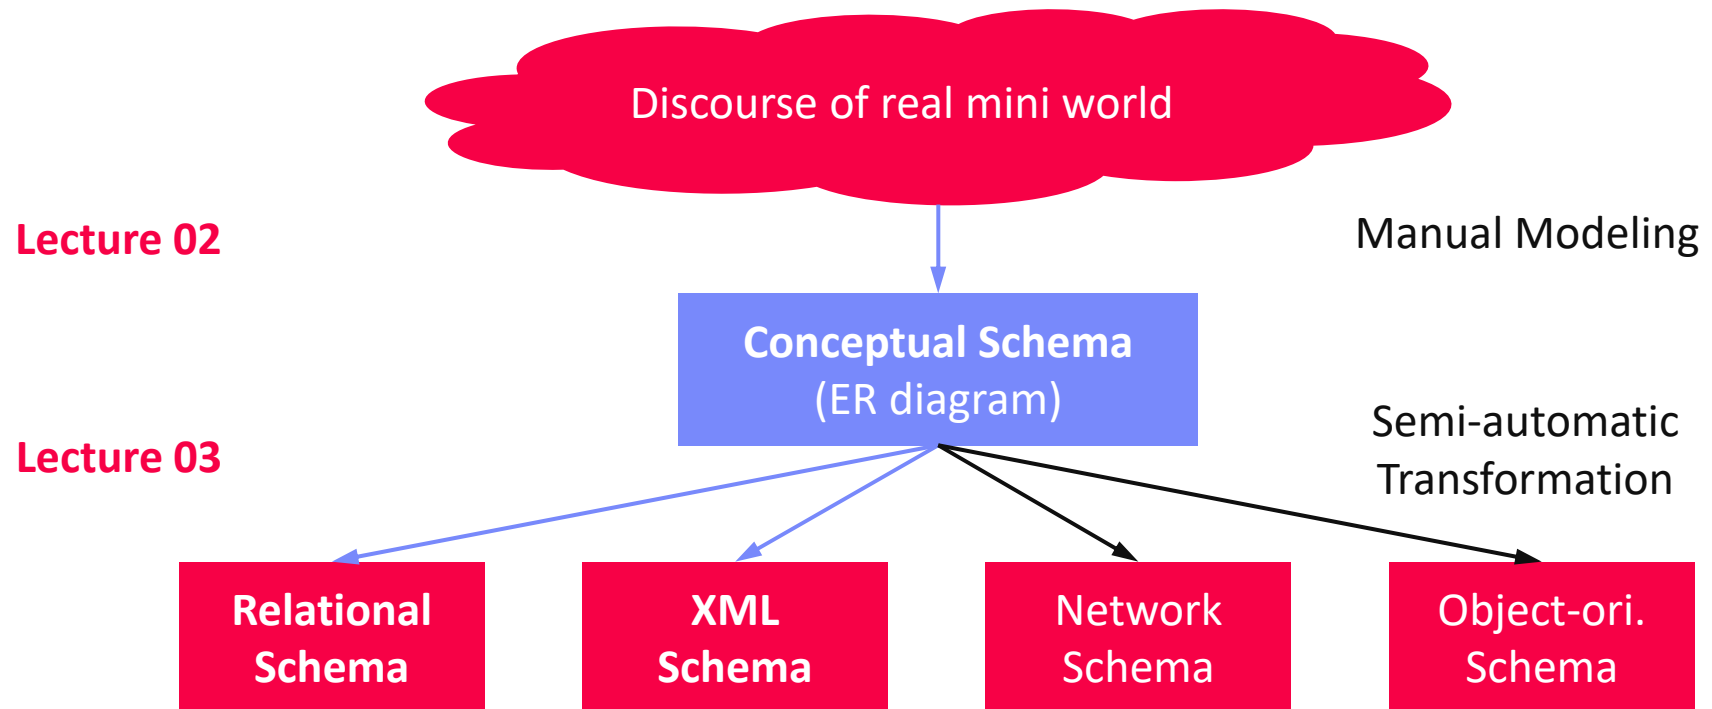 Discourse of real mini world
Lecture 02
Manual Modeling
Conceptual Schema
(ER diagram)
Lecture 03
Semi-automatic
Transformation
Relational
Schema
XML
Schema
Network
Schema
Object-ori.
Schema